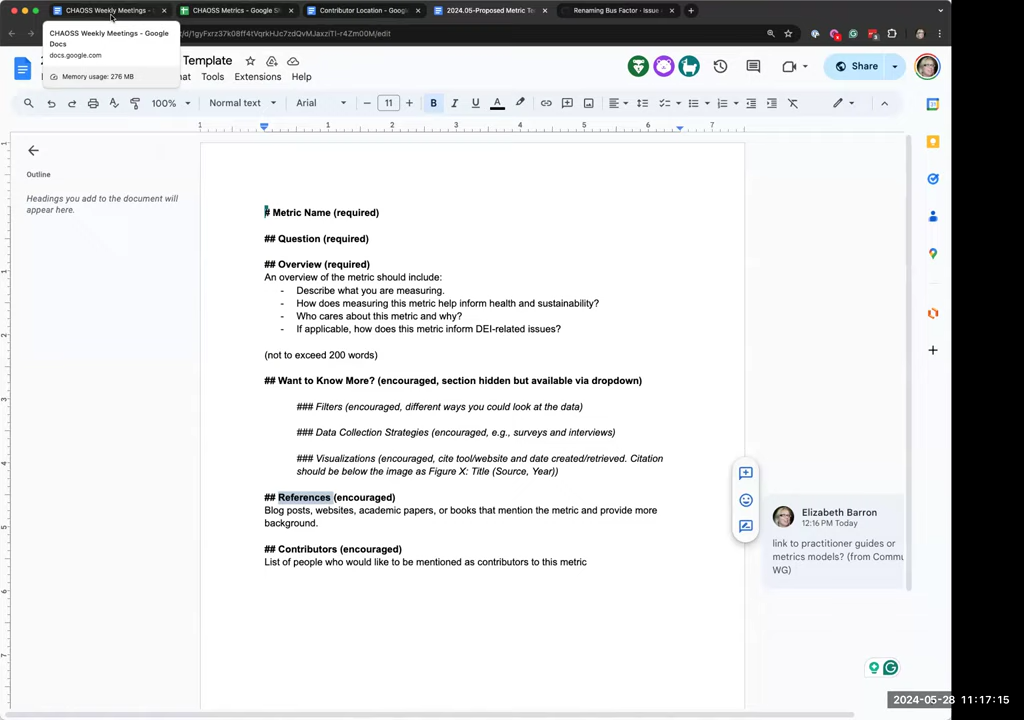 CHAOSS Weekly Meetings -
CHAOSS Metrics - Google S
Contributor Location - Googl
2024.05-Proposed Metric Te
Renaming Bus Factor · Issue
CHAOSS Weekly Meetings - Google
Docs
docs.google.com
Memory usage: 276 MB
/edit
Template
Tools
Extensions
Help
Share
100%
Normal text
Arial
11
B
I
U
A
1
1
2
3
4
5
6
7
Outline
Headings you add to the document will
appear here.
# Metric Name (required)
## Question (required)
## Overview (required)
An overview of the metric should include:
- Describe what you are measuring.
- How does measuring this metric help inform health and sustainability?
- Who cares about this metric and why?
- If applicable, how does this metric inform DEI-related issues?
(not to exceed 200 words)
## Want to Know More? (encouraged, section hidden but available via dropdown)
### Filters (encouraged, different ways you could look at the data)
### Data Collection Strategies (encouraged, e.g., surveys and interviews)
### Visualizations (encouraged, cite tool/website and date created/retrieved. Citation
should be below the image as Figure X: Title (Source, Year))
## References (encouraged)
Blog posts, websites, academic papers, or books that mention the metric and provide more
background.
## Contributors (encouraged)
List of people who would like to be mentioned as contributors to this metric
Elizabeth Barron
12:16 PM Today
link to practitioner guides or
metrics models? (from Commu
WG)
2024-05-28 11:17:15